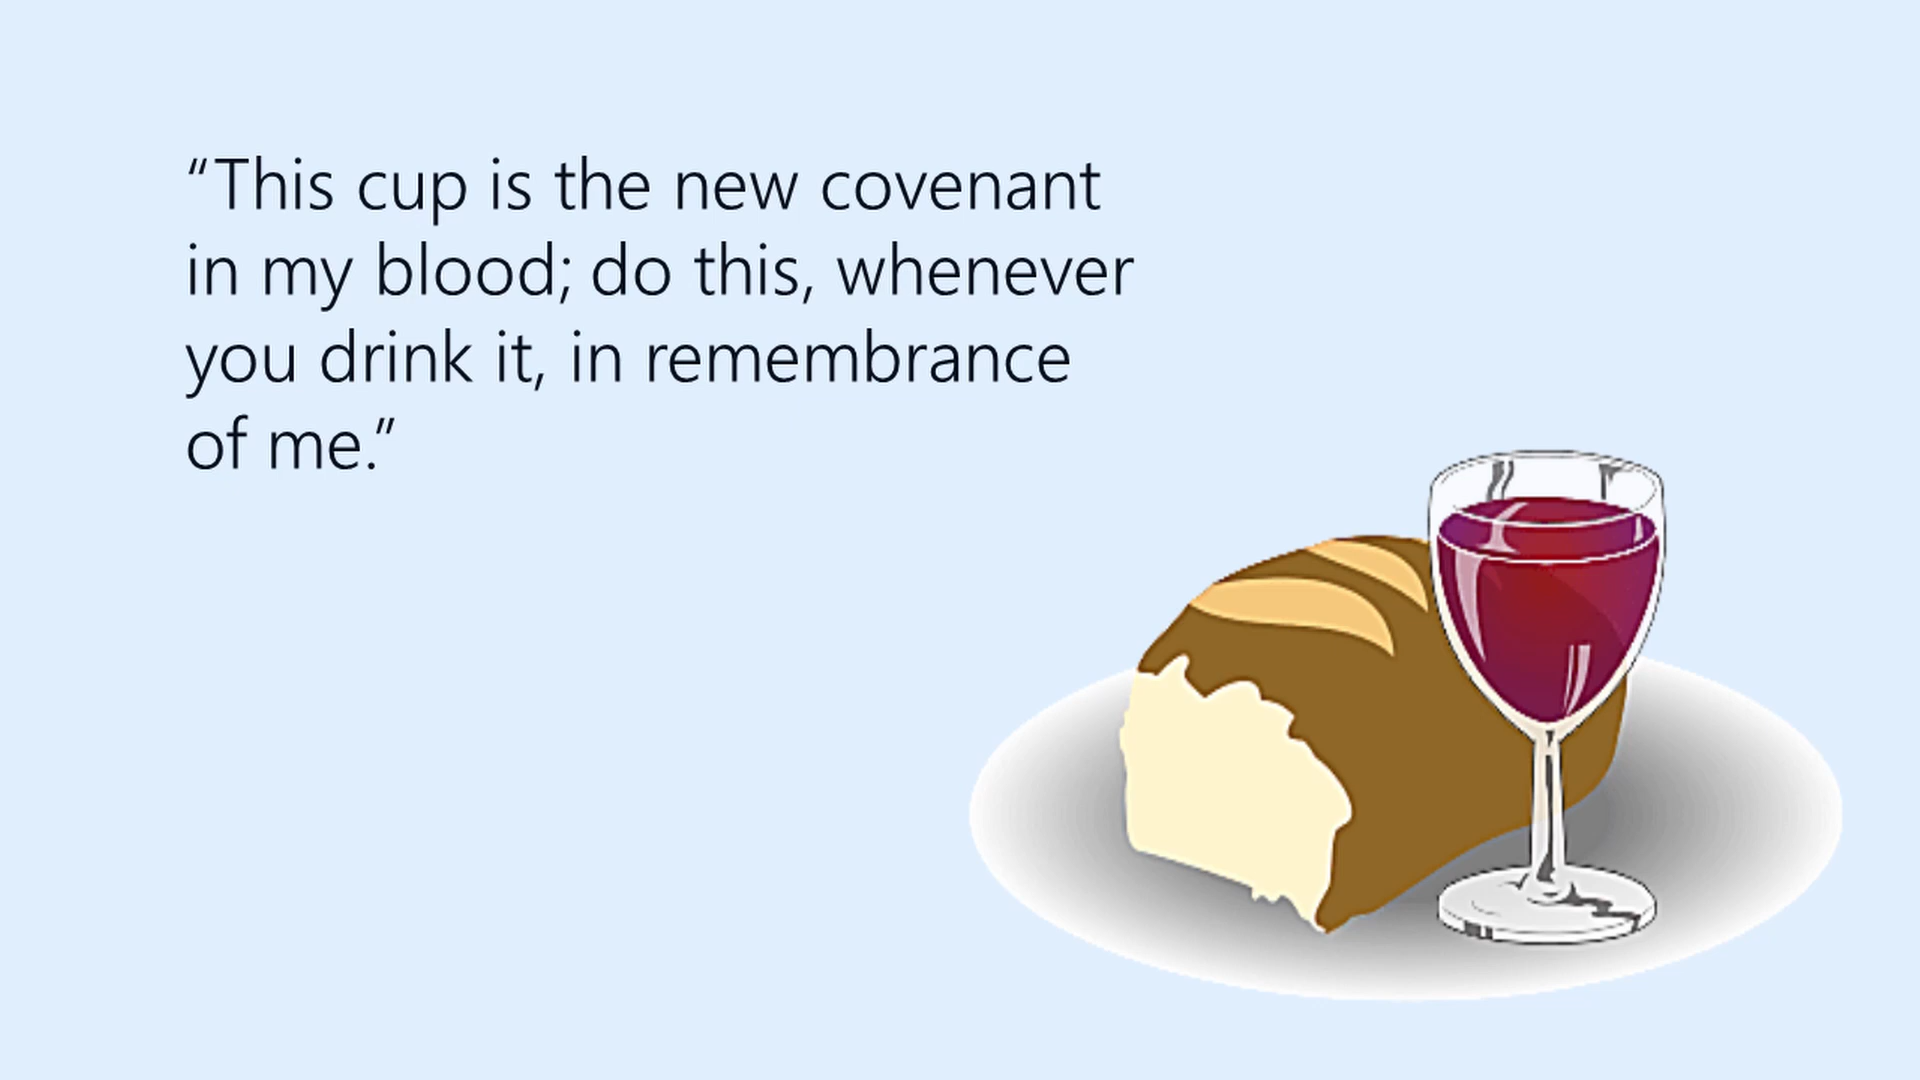 “This cup is the new covenant
in my blood; do this, whenever
you drink it, in remembrance
of me.”